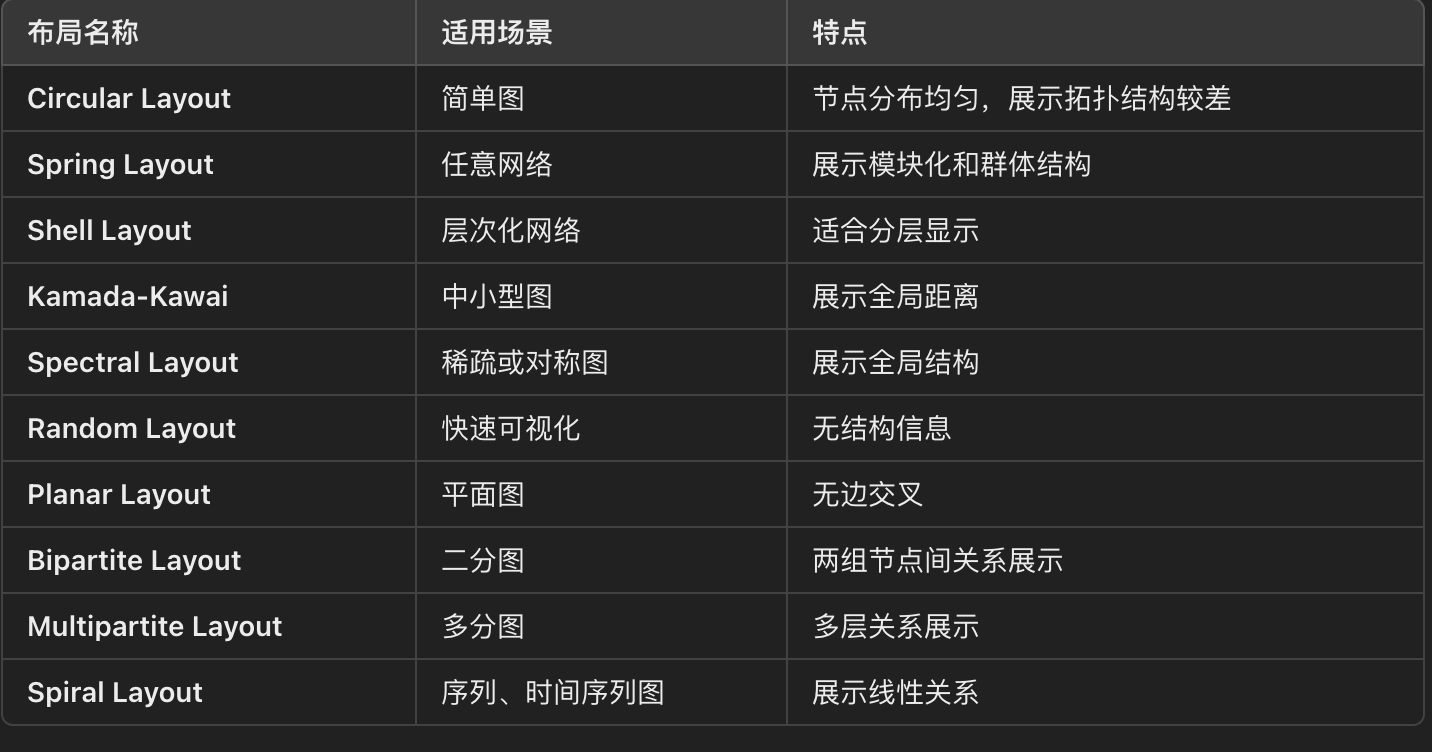 布局名称 适用场景 特点
Circular Layout 简单图 节点分布均匀，展示拓扑结构较差
Spring Layout 任意网络 展示模块化和群体结构
Shell Layout 层次化网络 适合分层显示
Kamada-Kawai 中小型图 展示全局距离
Spectral Layout 稀疏或对称图 展示全局结构
Random Layout 快速可视化 无结构信息
Planar Layout 平面图 无边交叉
Bipartite Layout 二分图 两组节点间关系展示
Multipartite Layout 多分图 多层关系展示
Spiral Layout 序列、时间序列图 展示线性关系